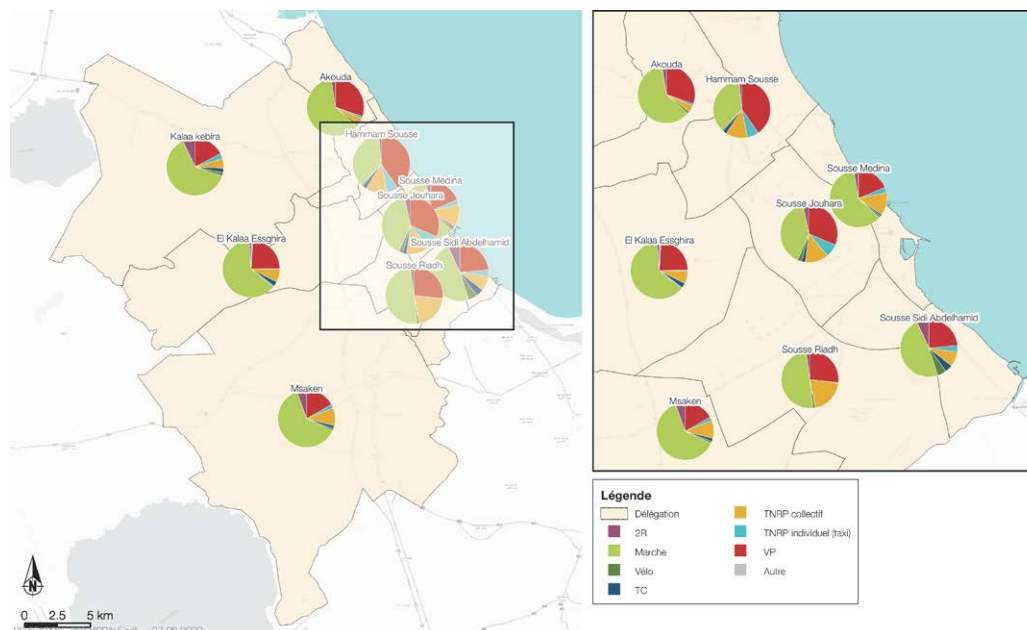 Akouda
Hammam Sousse
Kalaa kebira
Sousse Medina
Sousse Jouhara
El Kalaa Essghira
Sousse Sidi Abdelhamid
Sousse Riadh
Msaken
N
0 2.5 5 km
Akouda
Hammam Sousse
Sousse Medina
Sousse Jouhara
El Kalaa Essghira
Sousse Sidi Abdelhamid
Sousse Riadh
Msaken
Légende
Délégation
2R
Marche
Vélo
TC
TNRP collectif
TNRP individuel (taxi)
VP
Autre